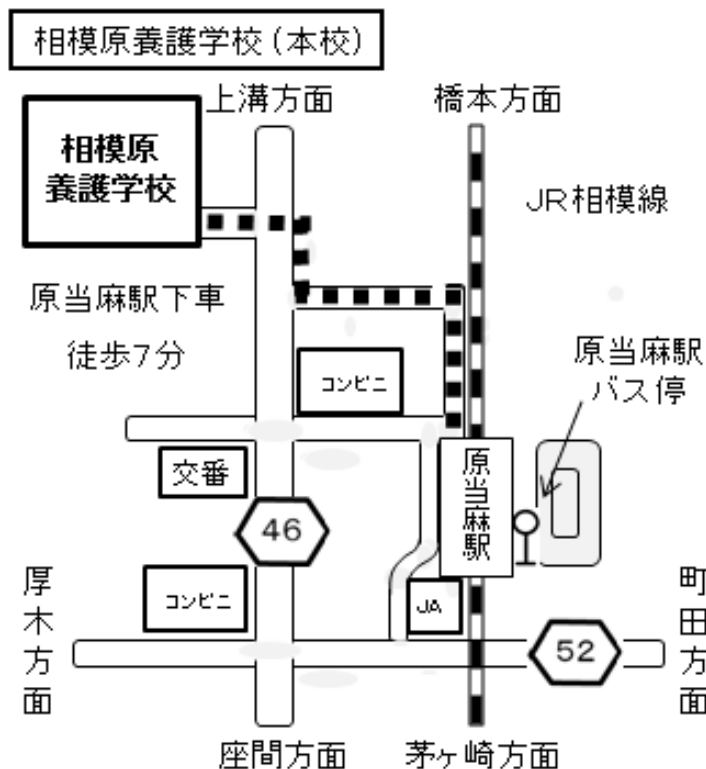 相模原養護学校(本校)
上溝方面
橋本方面
相模原
養護学校
JR相模線
原当麻駅下車
徒歩7分
原当麻駅
バス停
コンビニ
交番
原当麻駅
46
コンビニ
JA
厚木方面
町田方面
52
座間方面
茅ヶ崎方面